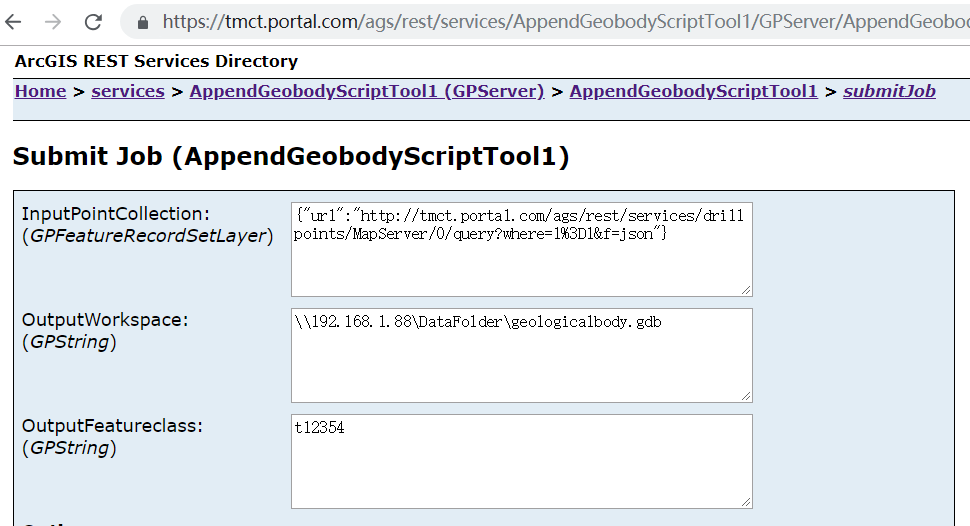 https://tmct.portal.com/ags/rest/services/AppendGeobodyScriptTool1/GPServer/AppendGeobo
ArcGIS REST Services Directory
Home > services > AppendGeobodyScriptTool1 (GPServer) > AppendGeobodyScriptTool1 > submitJob
Submit Job (AppendGeobodyScriptTool1)
InputPointCollection:
(GPFeatureRecordSetLayer)
{"url":"http://tmct.portal.com/ags/rest/services/drill
points/MapServer/0/query?where=1%3D1&f=json"}
OutputWorkspace:
(GPString)
\\192.168.1.88\DataFolder\geologicalbody.gdb
OutputFeatureclass:
(GPString)
t12354